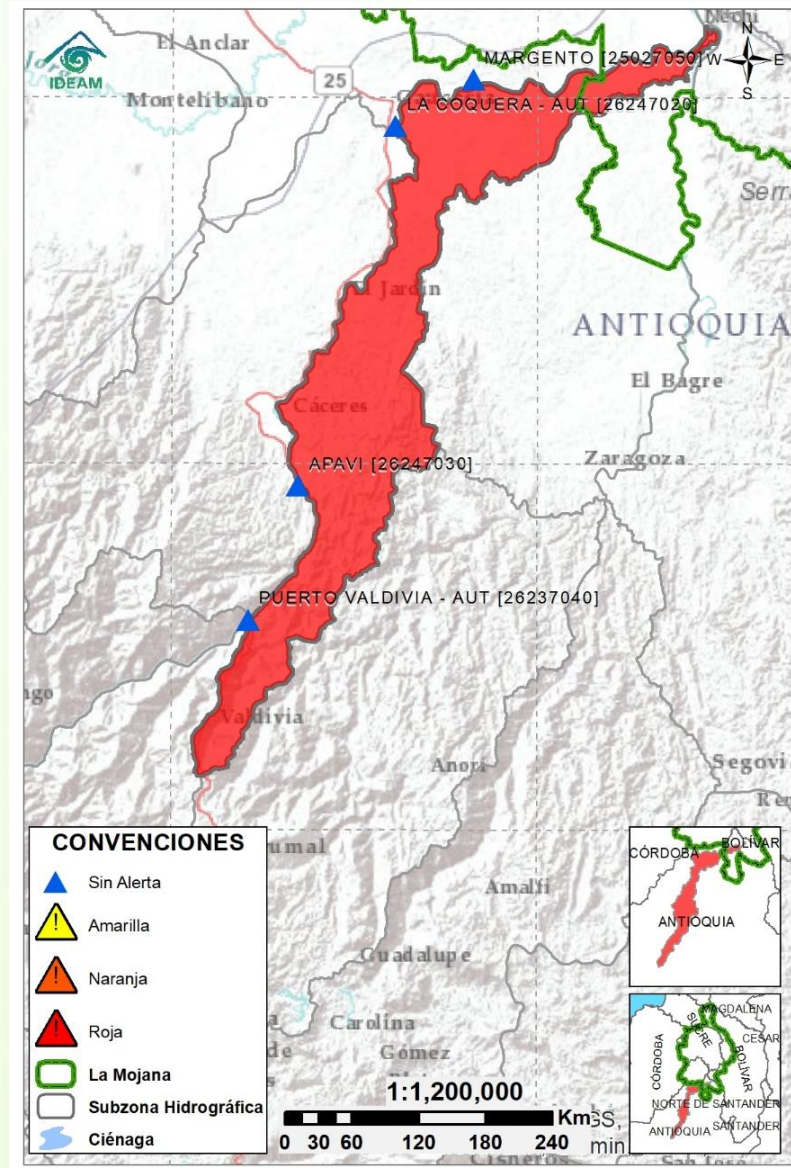 IDEAM
El Anclar
Nechí
N
W
E
S
MARGENTO [25027050]
25
Montelíbano
LA COQUERA - AUT [26247020]
El Jardín
ANTIOQUIA
El Bagre
Cáceres
Zaragoza
APAVI [26247030]
PUERTO VALDIVIA - AUT [26237040]
Valdivia
Anorí
Amalfi
Guadalupe
Carolina
Gómez
CONVENCIONES
Sin Alerta
Amarilla
Naranja
Roja
La Mojana
Subzona Hidrográfica
Ciénaga
1:1,200,000
Km
0 30 60 120 180 240
Cisneros
CÓRDOBA
BOLÍVAR
ANTIOQUIA
MAGDALENA
SUCRE
CESAR
CÓRDOBA
BOLÍVAR
NORTE DE SANTANDER
SANTANDER
ANTIOQUIA